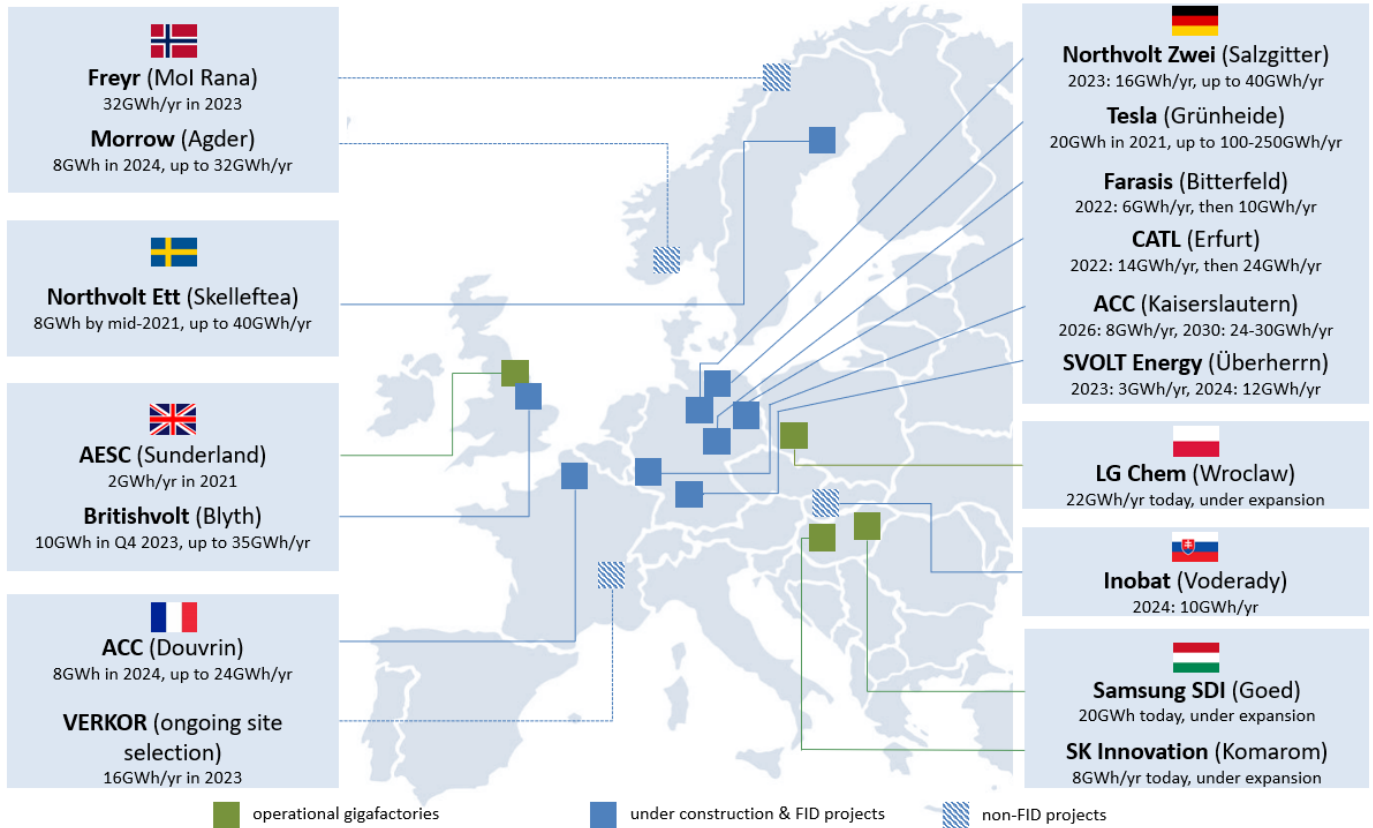 Freyr (MoI Rana)
32GWh/yr in 2023
Morrow (Agder)
8GWh in 2024, up to 32GWh/yr
Northvolt Ett (Skelleftea)
8GWh by mid-2021, up to 40GWh/yr
AESC (Sunderland)
2GWh/yr in 2021
Britishvolt (Blyth)
10GWh in Q4 2023, up to 35GWh/yr
ACC (Douvrin)
8GWh in 2024, up to 24GWh/yr
VERKOR (ongoing site
selection)
16GWh/yr in 2023
Northvolt Zwei (Salzgitter)
2023: 16GWh/yr, up to 40GWh/yr
Tesla (Grünheide)
20GWh in 2021, up to 100-250GWh/yr
Farasis (Bitterfeld)
2022: 6GWh/yr, then 10GWh/yr
CATL (Erfurt)
2022: 14GWh/yr, then 24GWh/yr
ACC (Kaiserslautern)
2026: 8GWh/yr, 2030: 24-30GWh/yr
SVOLT Energy (Überherrn)
2023: 3GWh/yr, 2024: 12GWh/yr
LG Chem (Wroclaw)
22GWh/yr today, under expansion
Inobat (Voderady)
2024: 10GWh/yr
Samsung SDI (Goed)
20GWh today, under expansion
SK Innovation (Komarom)
8GWh/yr today, under expansion
operational gigafactories
under construction & FID projects
non-FID projects